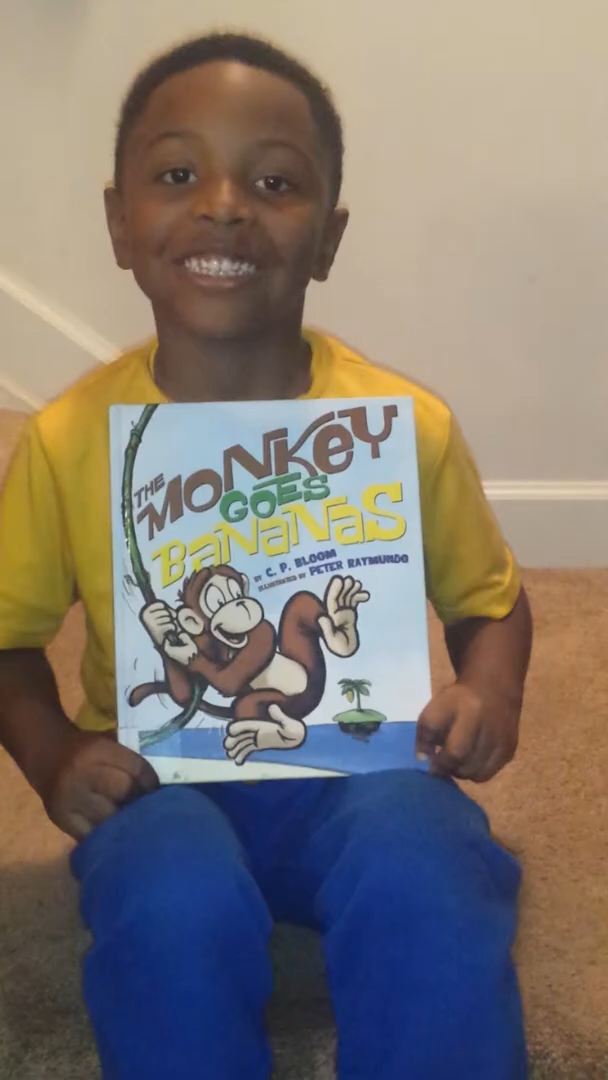 THE
MONKEY
GOES
BANANAS
BY C. P. BLOOM
ILLUSTRATED BY PETER RAYMUNDO